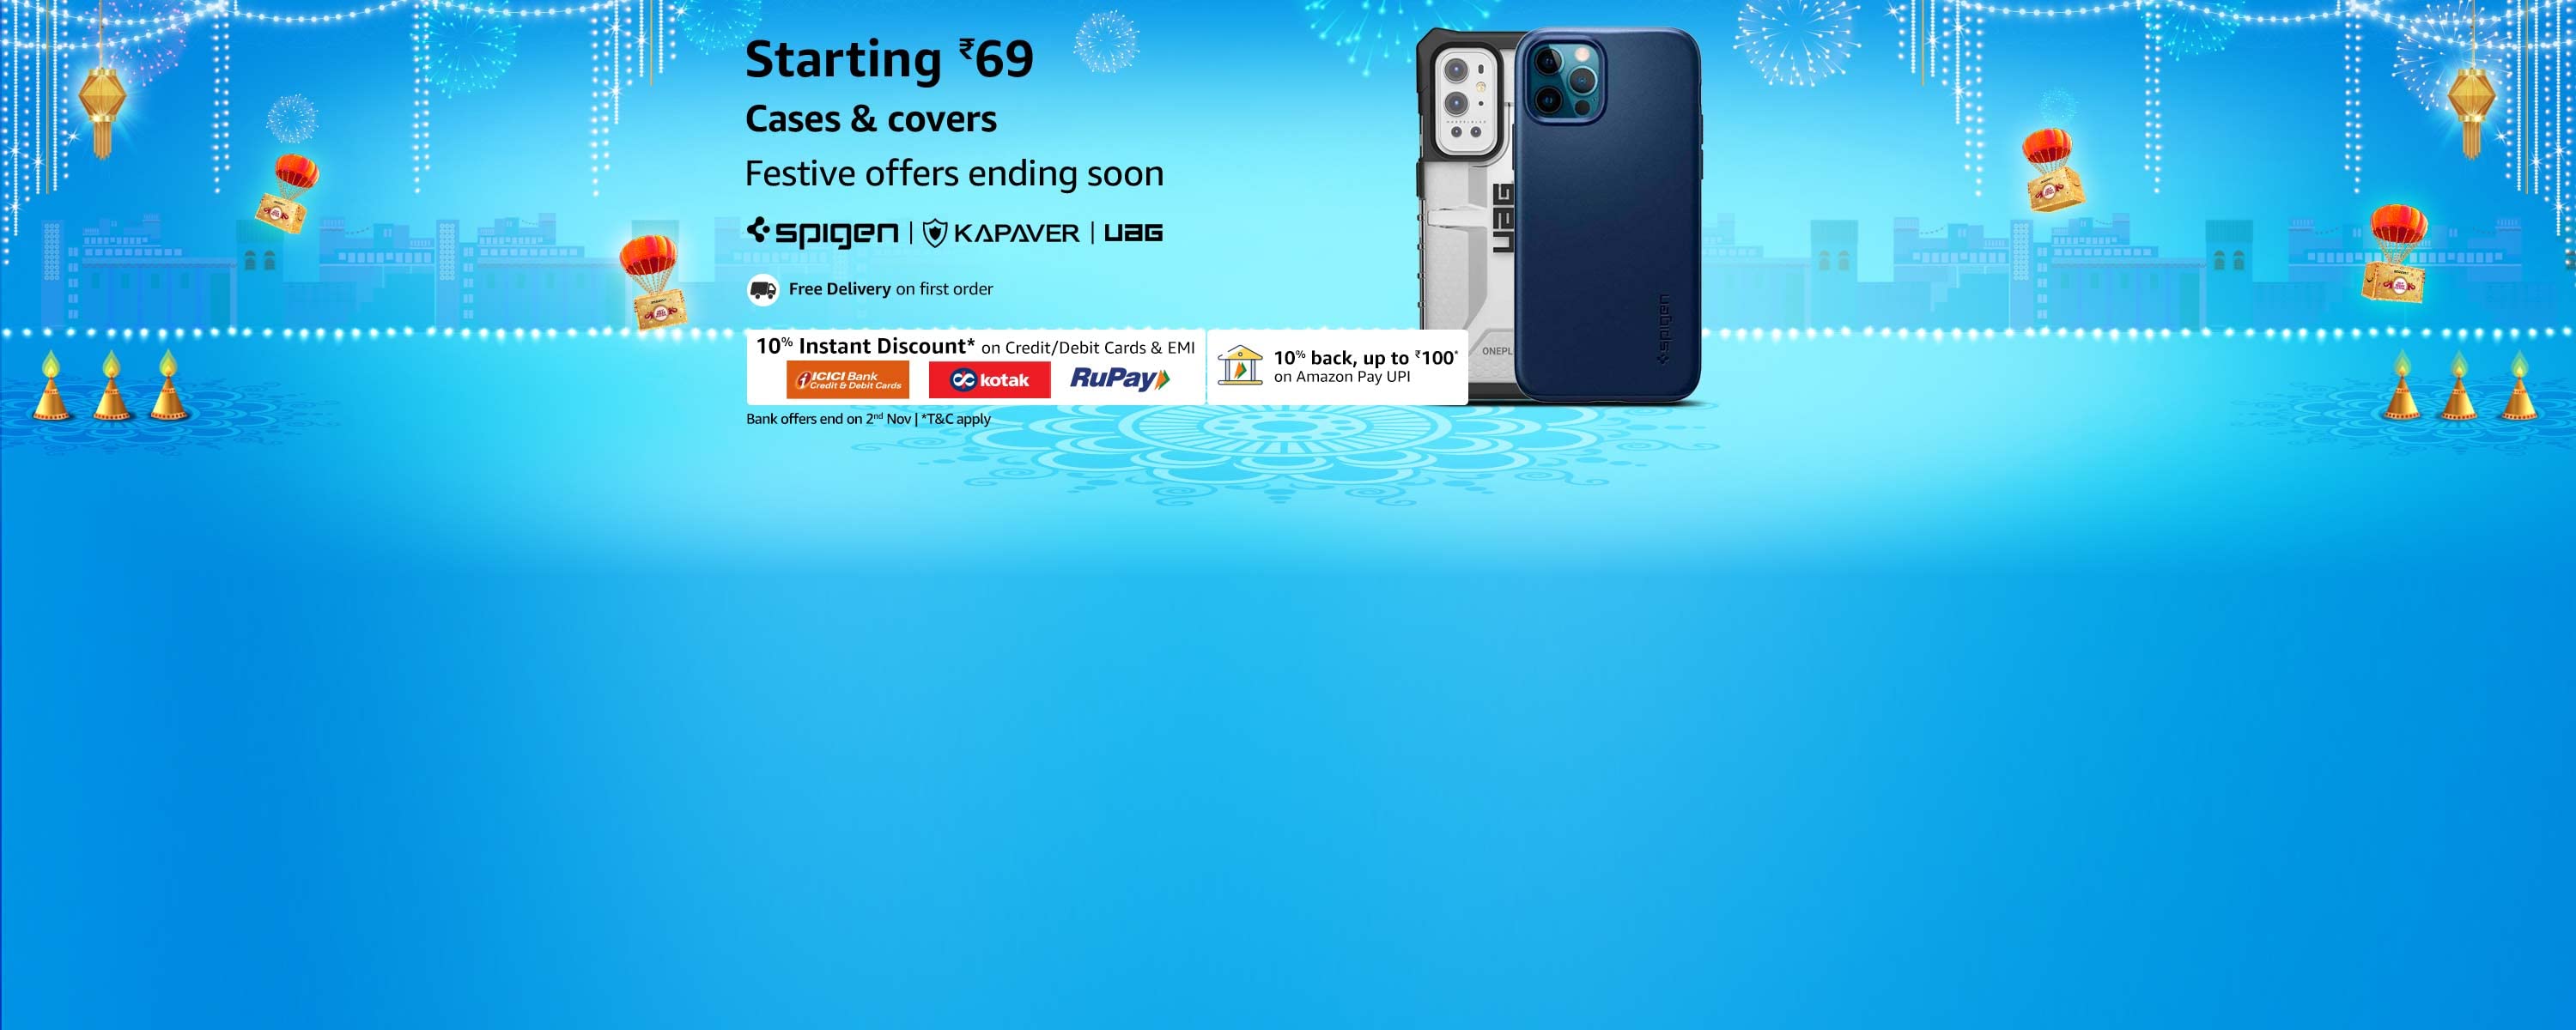 Starting ₹69
Cases & covers
Festive offers ending soon
spigen | KAPAVER | UAG
Free Delivery on first order
10% Instant Discount* on Credit/Debit Cards & EMI
ICICI Bank
Credit & Debit Cards
kotak
RuPay
10% back, up to ₹100*
on Amazon Pay UPI
Bank offers end on 2nd Nov | *T&C apply
UAG
ONEPL
spigen